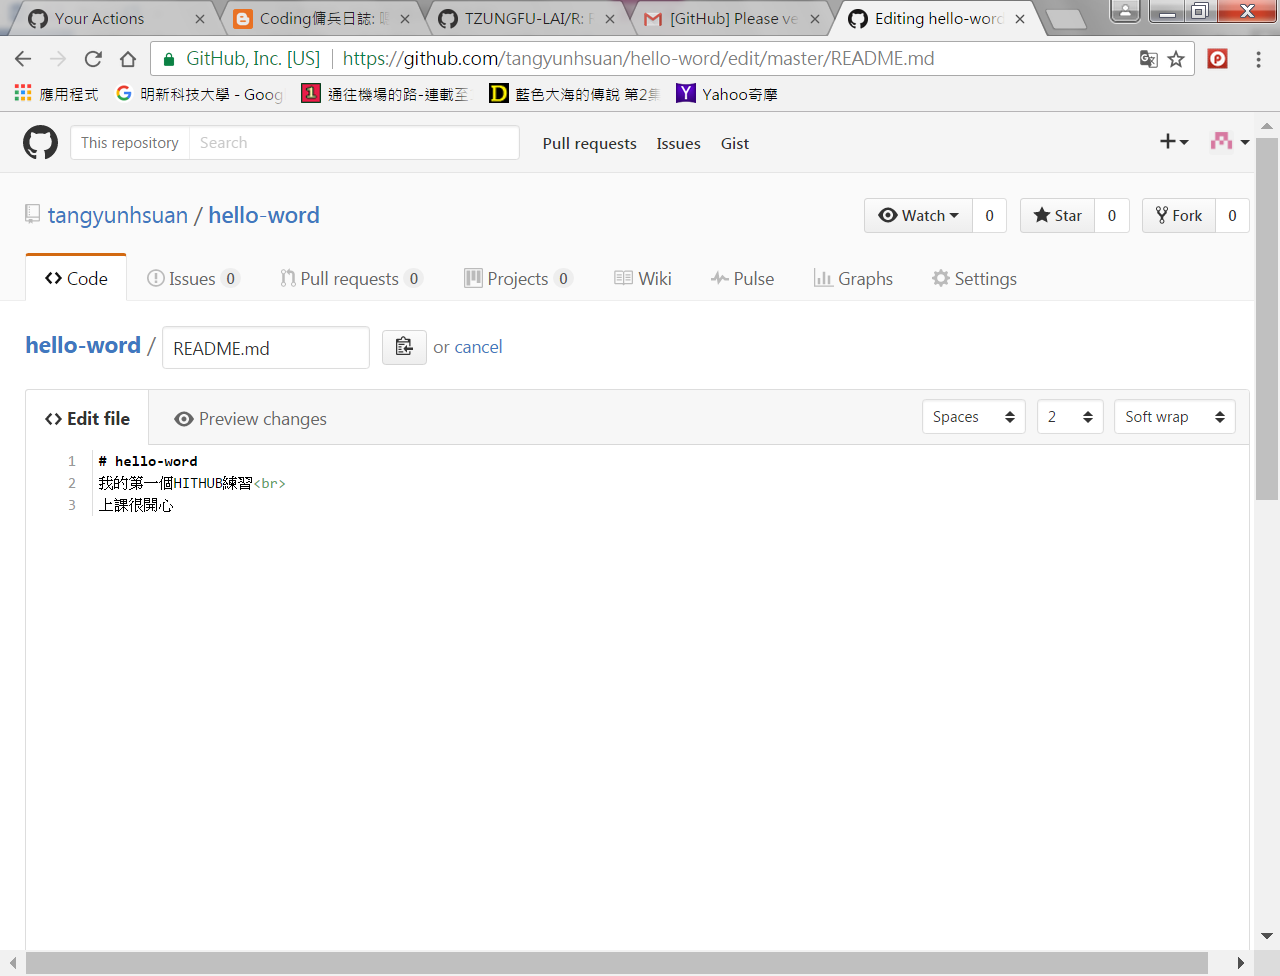 Your Actions
Coding傭兵日誌:
TZUNGFU-LAI/R:
[GitHub] Please ve
Editing hello-word
GitHub, Inc. [US] https://github.com/tangyunhsuan/hello-word/edit/master/README.md
應用程式 明新科技大學 - Goog 通往機場的路-連載至 藍色大海的傳說 第2集 Yahoo奇摩
This repository Search Pull requests Issues Gist
tangyunhsuan / hello-word Watch 0 Star 0 Fork 0
Code Issues 0 Pull requests 0 Projects 0 Wiki Pulse Graphs Settings
hello-word / README.md or cancel
Edit file Preview changes Spaces 2 Soft wrap
1 # hello-word
2 我的第一個HITHUB練習<br>
3 上課很開心